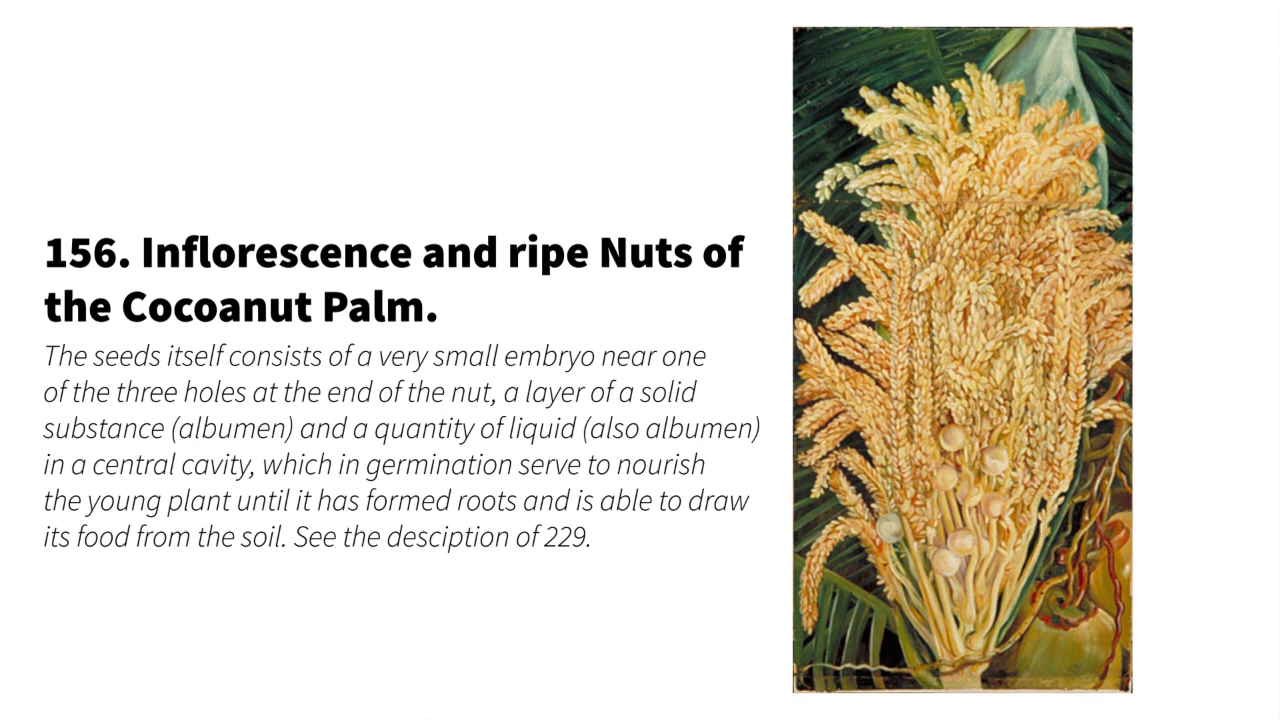 156. Inflorescence and ripe Nuts of
the Cocoanut Palm.
The seeds itself consists of a very small embryo near one
of the three holes at the end of the nut, a layer of a solid
substance (albumen) and a quantity of liquid (also albumen)
in a central cavity, which in germination serve to nourish
the young plant until it has formed roots and is able to draw
its food from the soil. See the desciption of 229.